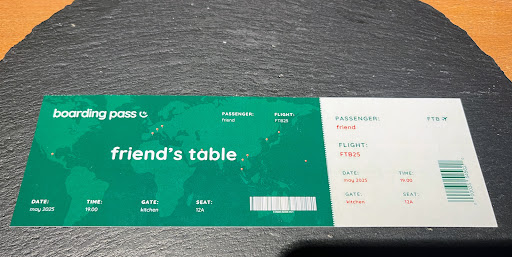 boarding pass
PASSENGER: FLIGHT:
friend FTB25
friend's table
DATE: TIME: GATE: SEAT:
may 2025 19.00 kitchen 12A
PASSENGER: FTB
friend
FLIGHT:
FTB25
DATE: TIME:
may 2025 19.00
GATE: SEAT:
kitchen 12A